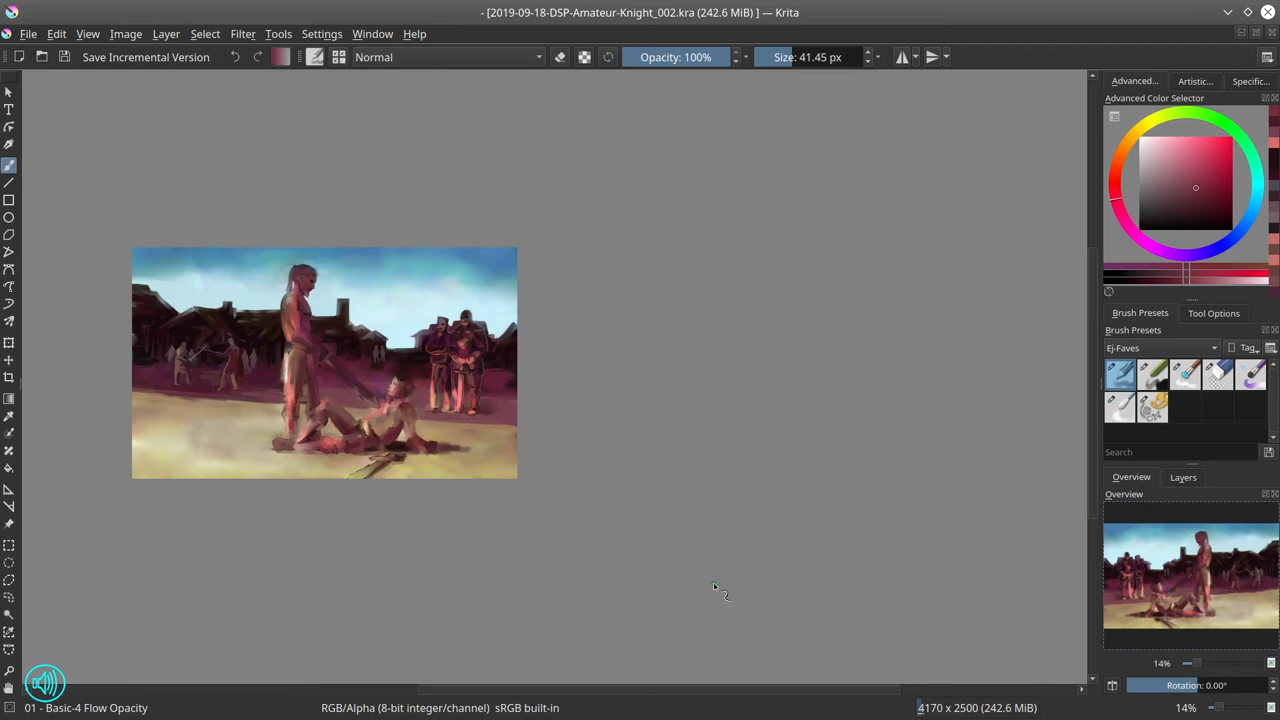 - [2019-09-18-DSP-Amateur-Knight_002.kra (242.6 MiB) ] — Krita
File Edit View Image Layer Select Filter Tools Settings Window Help
Save Incremental Version Normal Opacity: 100% Size: 41.45 px
Advanced... Artistic... Specific...
Advanced Color Selector
Brush Presets Tool Options
Brush Presets
Ej-Faves Tag
Search
Overview Layers
Overview
14%
Rotation: 0.00°
01 - Basic-4 Flow Opacity RGB/Alpha (8-bit integer/channel) sRGB built-in 4170 x 2500 (242.6 MiB) 14%